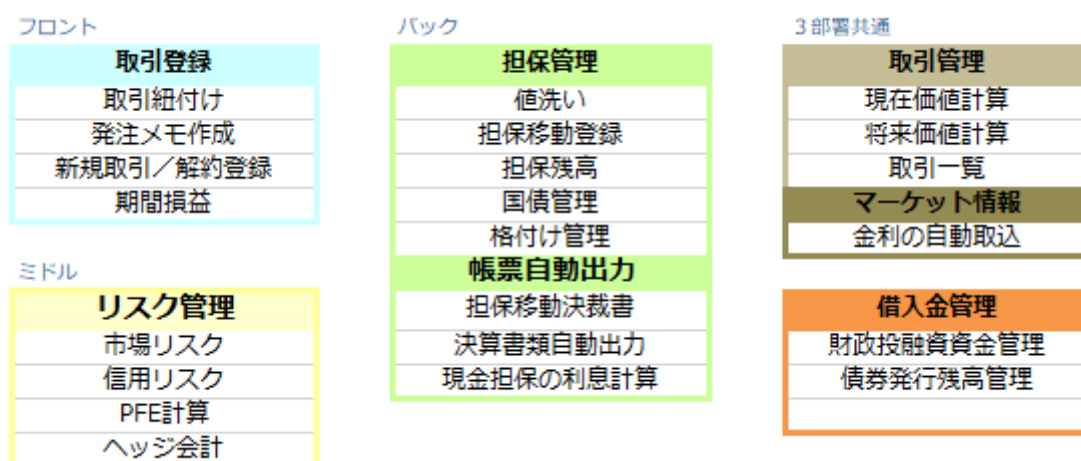 フロント
取引登録
取引紐付け
発注メモ作成
新規取引／解約登録
期間損益
ミドル
リスク管理
市場リスク
信用リスク
PFE計算
ヘッジ会計
バック
担保管理
値洗い
担保移動登録
担保残高
国債管理
格付け管理
帳票自動出力
担保移動決裁書
決算書類自動出力
現金担保の利息計算
３部署共通
取引管理
現在価値計算
将来価値計算
取引一覧
マーケット情報
金利の自動取込
借入金管理
財政投融資資金管理
債券発行残高管理